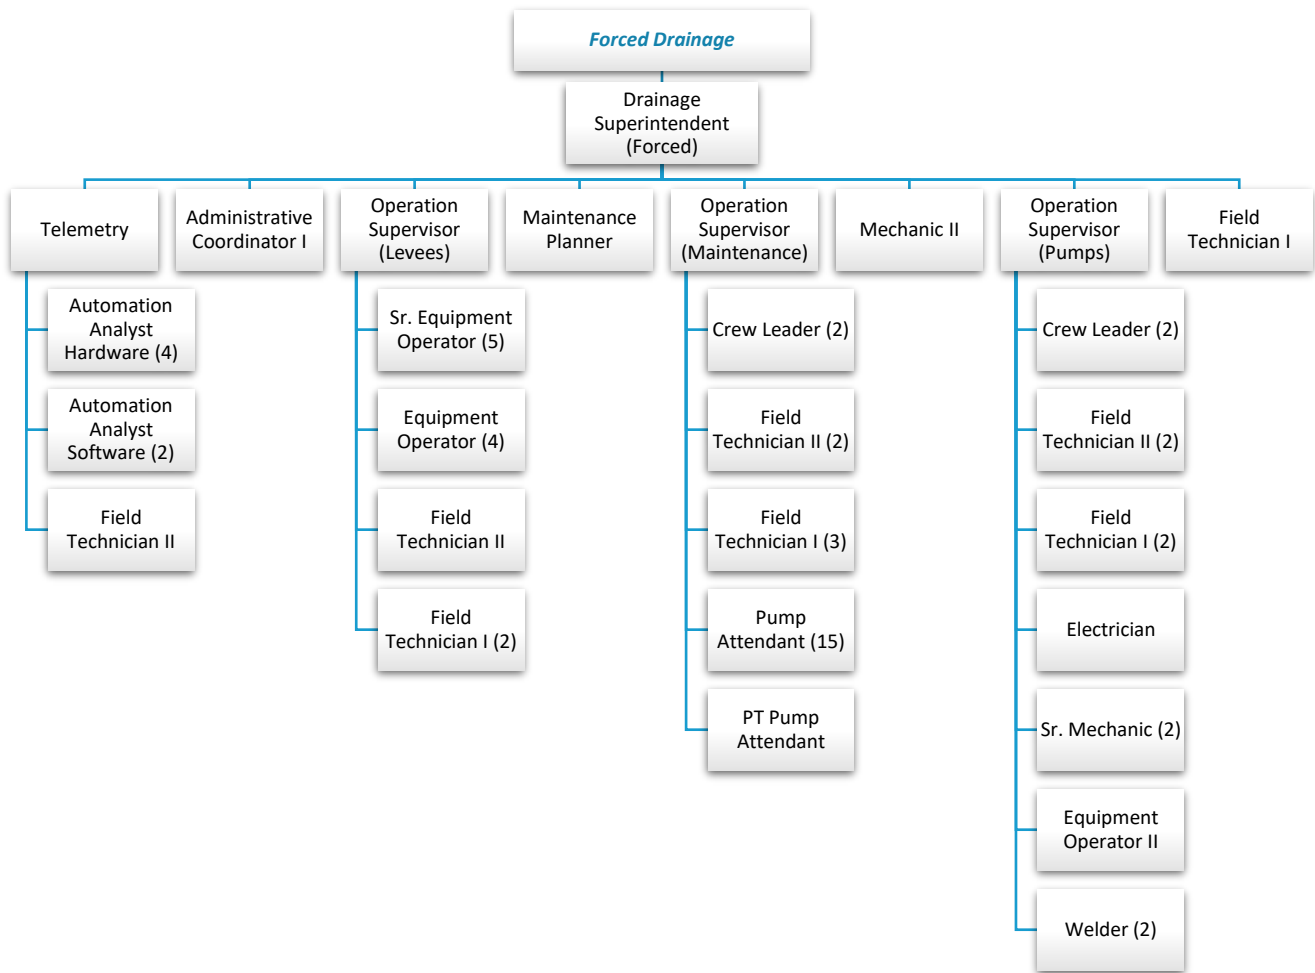 Forced Drainage
Drainage
Superintendent
(Forced)
Telemetry
Administrative
Coordinator I
Operation
Supervisor
(Levees)
Maintenance
Planner
Operation
Supervisor
(Maintenance)
Mechanic II
Operation
Supervisor
(Pumps)
Field
Technician I
Automation
Analyst
Hardware (4)
Automation
Analyst
Software (2)
Field
Technician II
Sr. Equipment
Operator (5)
Equipment
Operator (4)
Field
Technician II
Field
Technician I (2)
Crew Leader (2)
Field
Technician II (2)
Field
Technician I (3)
Pump
Attendant (15)
PT Pump
Attendant
Crew Leader (2)
Field
Technician II (2)
Field
Technician I (2)
Electrician
Sr. Mechanic (2)
Equipment
Operator II
Welder (2)